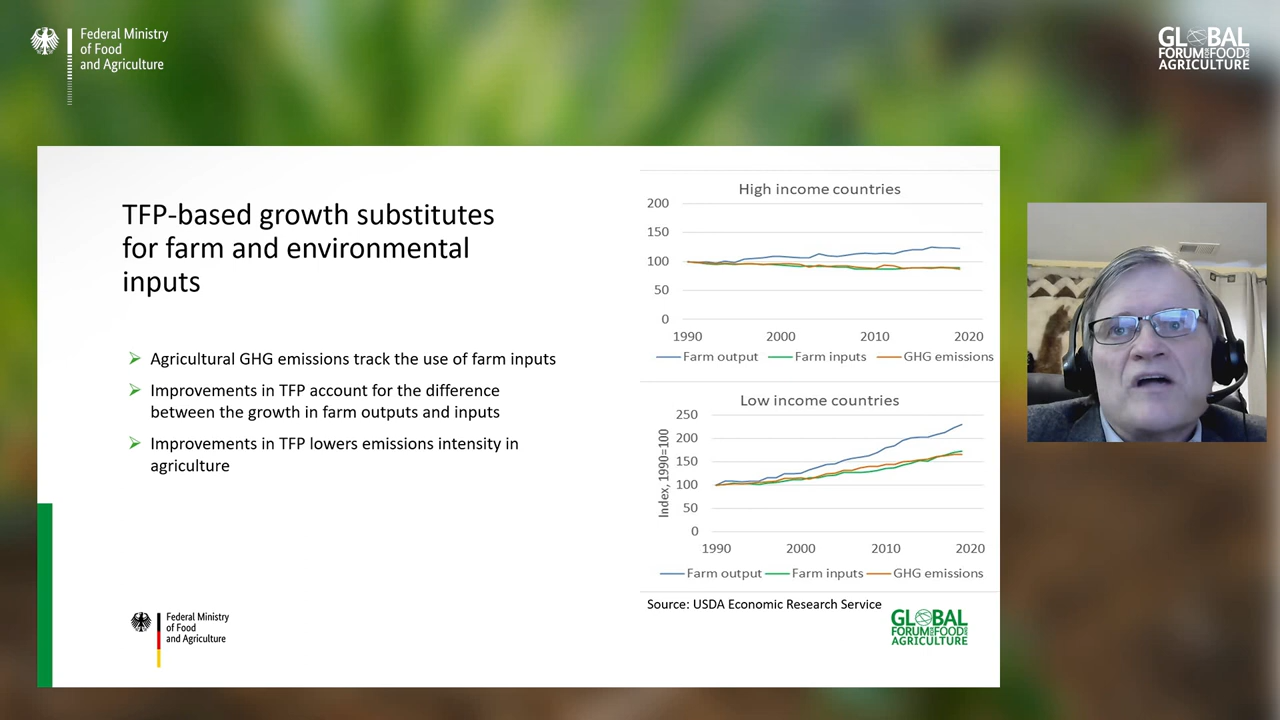 Federal Ministry
of Food
and Agriculture
GLOBAL
FORUM FOR FOOD AND
AGRICULTURE
TFP-based growth substitutes
for farm and environmental
inputs
Agricultural GHG emissions track the use of farm inputs
Improvements in TFP account for the difference
between the growth in farm outputs and inputs
Improvements in TFP lowers emissions intensity in
agriculture
High income countries
200
150
100
50
0
1990 2000 2010 2020
Farm output Farm inputs GHG emissions
Low income countries
Index, 1990=100
250
200
150
100
50
0
1990 2000 2010 2020
Farm output Farm inputs GHG emissions
Source: USDA Economic Research Service
Federal Ministry
of Food
and Agriculture
GLOBAL
FORUM FOR FOOD AND
AGRICULTURE